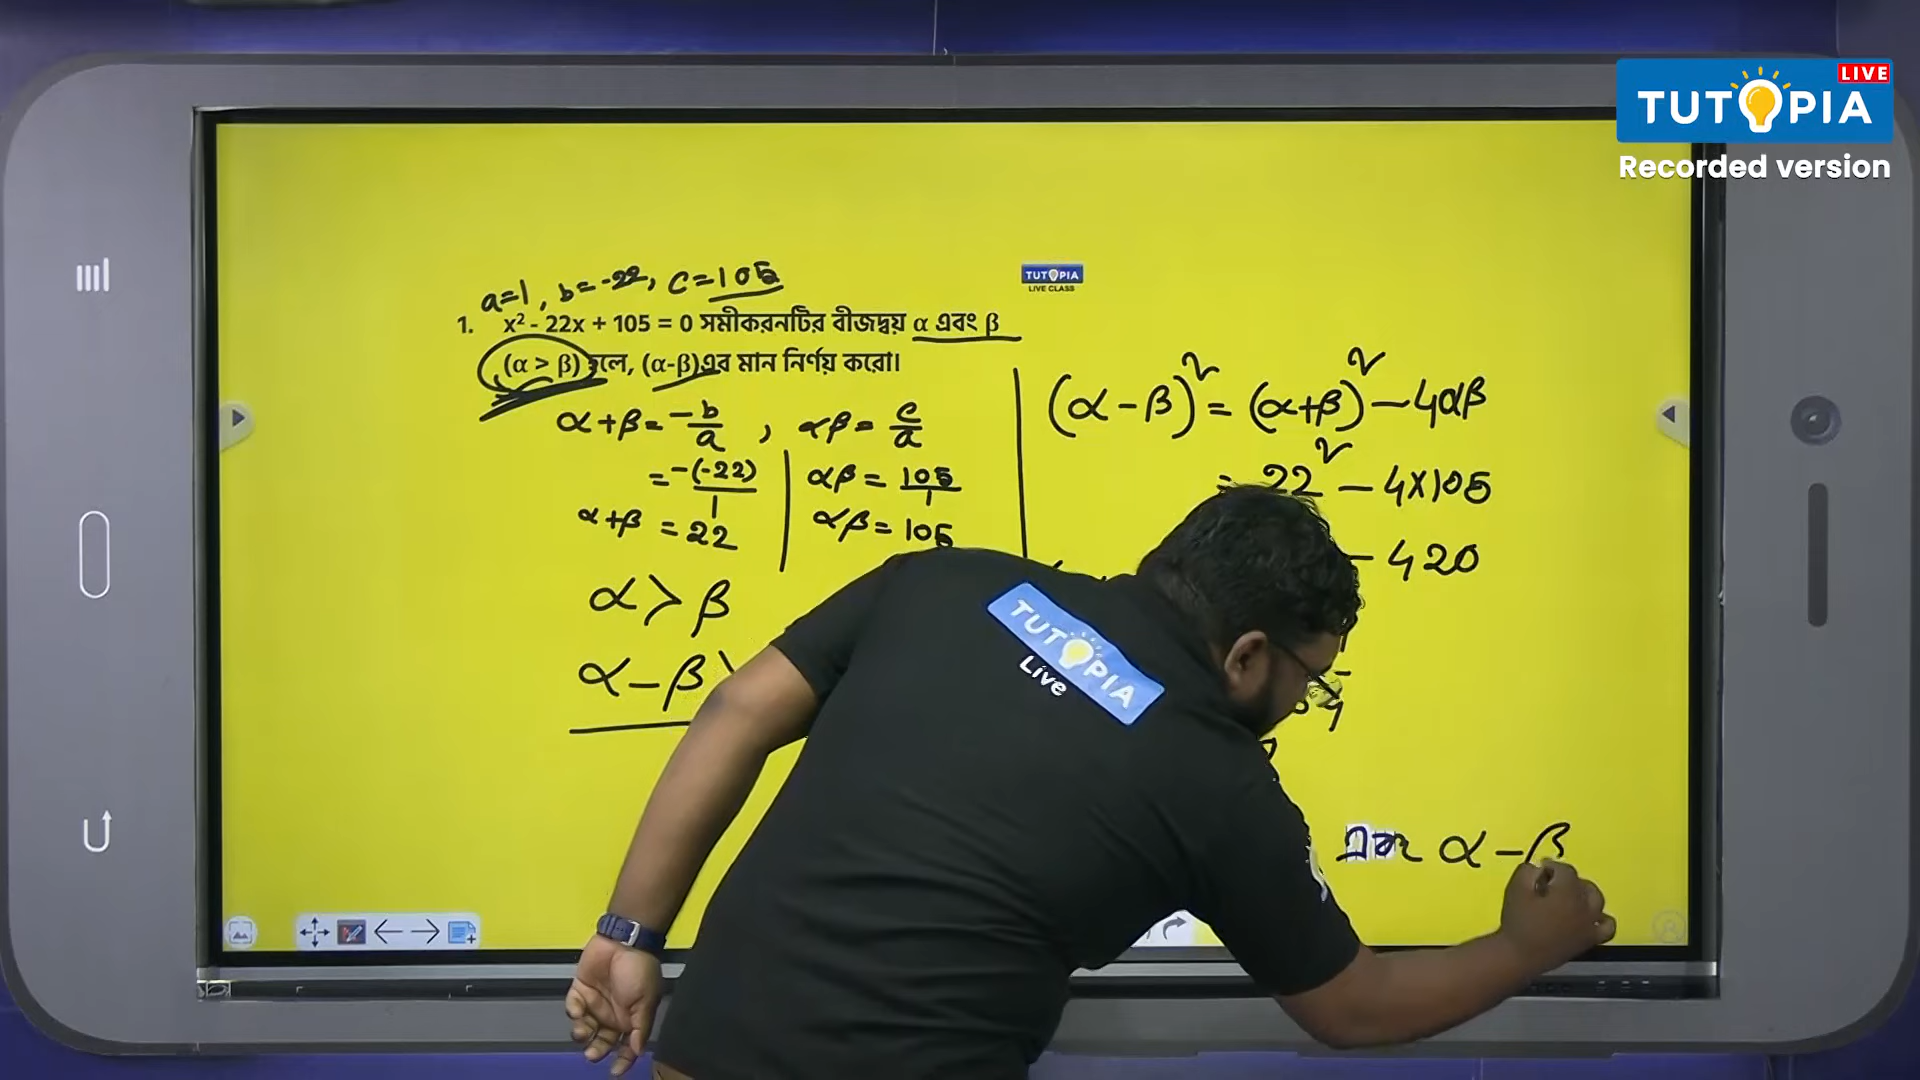 LIVE
TUTOPIA
Recorded version
TUTOPIA
LIVE CLASS
a=1, b=-22, c=105
1. x² - 22x + 105 = 0 সমীকরনটির বীজদ্বয় α এবং β
(α > β) হলে, (α-β)এর মান নির্ণয় করো।
α+β = -b/a , αβ = c/a
= -(-22)/1
αβ = 105/1
α+β = 22
αβ = 105
α > β
α - β >
(α - β)² = (α+β)² - 4αβ
= 22² - 4×105
- 420
α - β
TUTOPIA
Live